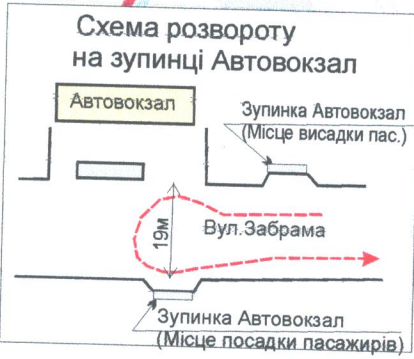 Схема розвороту
на зупинці Автовокзал
Автовокзал
Зупинка Автовокзал
(Місце висадки пас.)
19м
Вул.Забрама
Зупинка Автовокзал
(Місце посадки пасажирів)